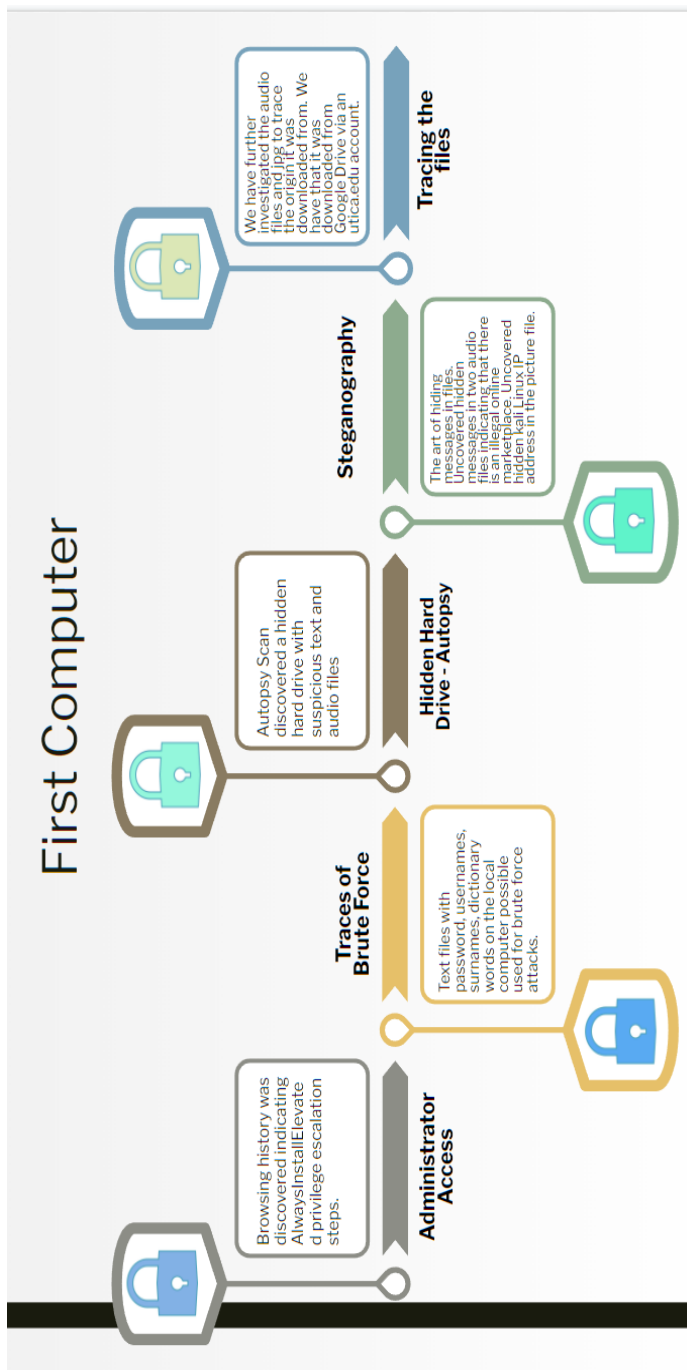 First Computer
Browsing history was
discovered indicating
AlwaysInstallElevate
d privilege escalation
steps.
Administrator
Access
Traces of
Brute Force
Text files with
password, usernames,
surnames, dictionary
words on the local
computer possible
used for brute force
attacks.
Autopsy Scan
discovered a hidden
hard drive with
suspicious text and
audio files
Hidden Hard
Drive - Autopsy
Steganography
The art of hiding
messages in files.
Uncovered hidden
messages in two audio
files indicating that there
is an illegal online
marketplace. Uncovered
hidden kali Linux IP
address in the picture file.
We have further
investigated the audio
files and jpg to trace
the origin it was
downloaded from. We
have that it was
downloaded from
Google Drive via an
utica.edu account.
Tracing the
files